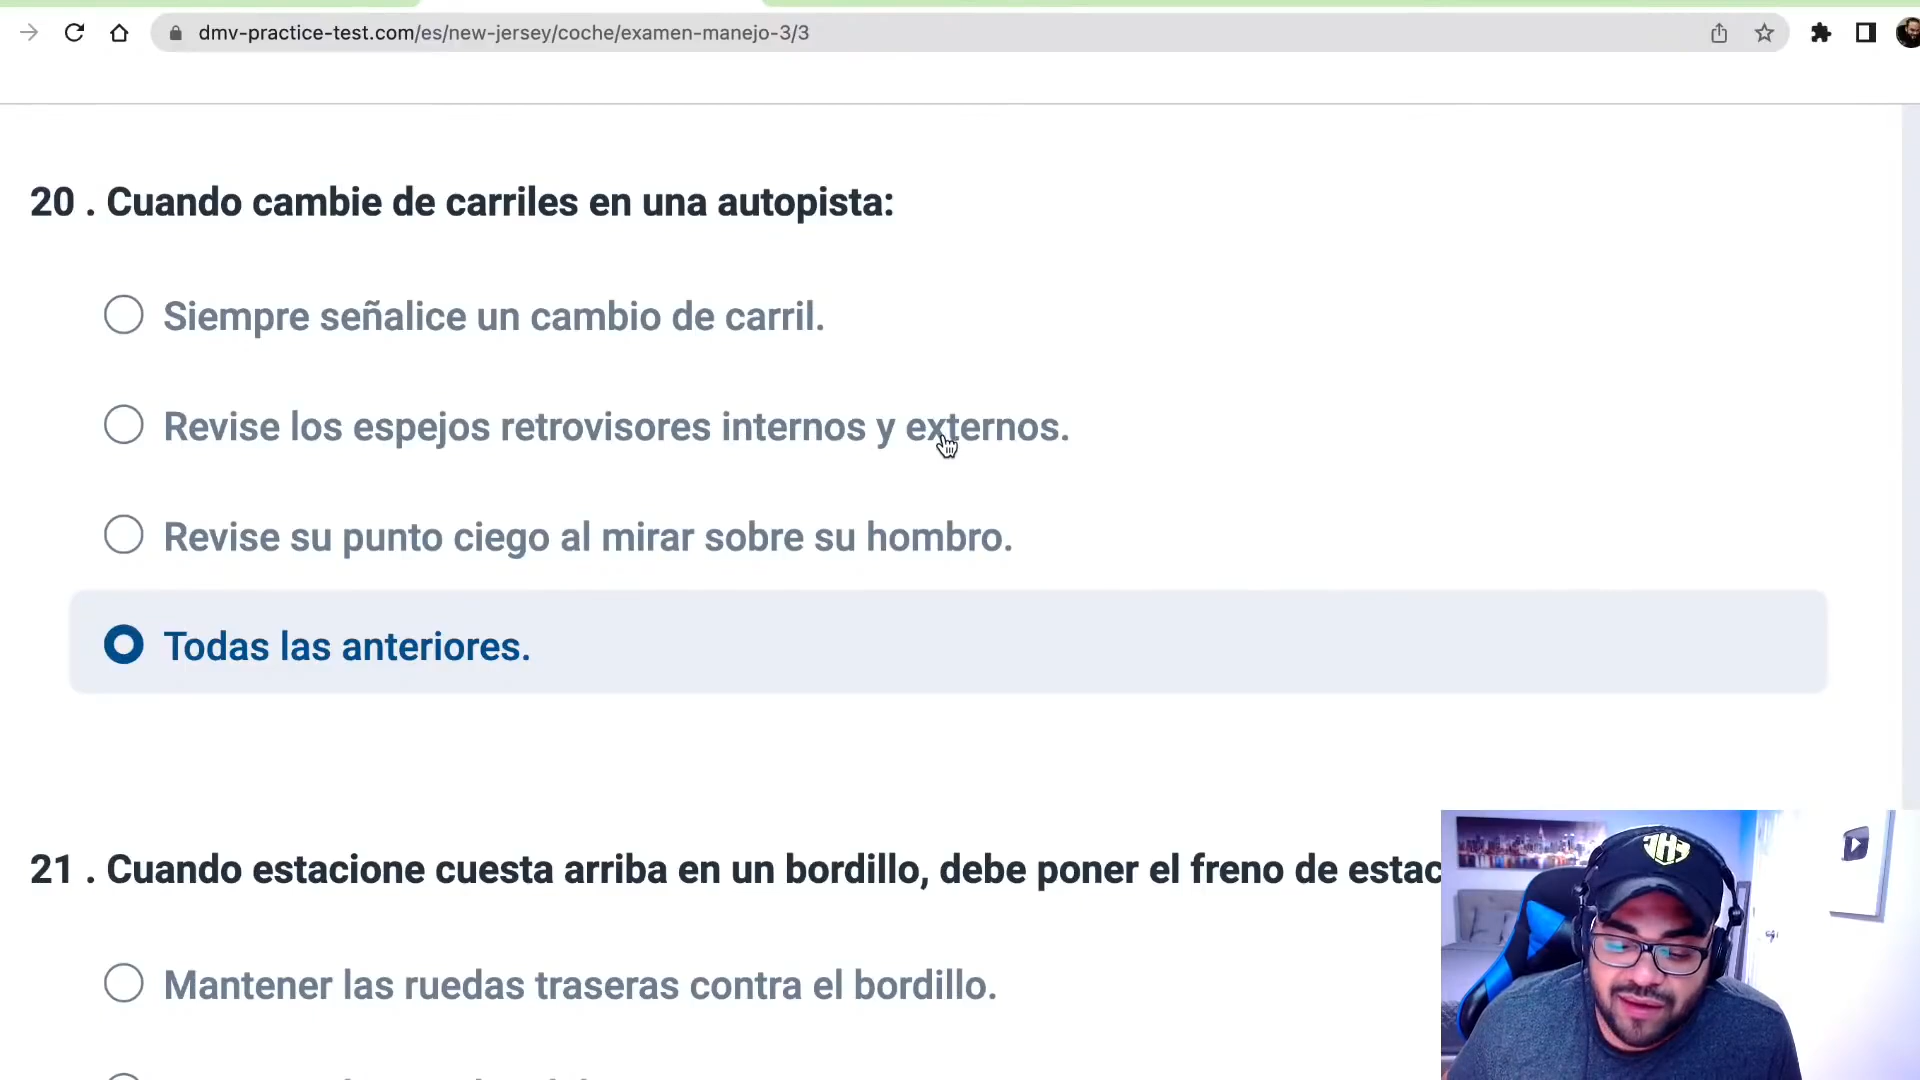 dmv-practice-test.com/es/new-jersey/coche/examen-manejo-3/3
20 . Cuando cambie de carriles en una autopista:
Siempre señalice un cambio de carril.
Revise los espejos retrovisores internos y externos.
Revise su punto ciego al mirar sobre su hombro.
Todas las anteriores.
21 . Cuando estacione cuesta arriba en un bordillo, debe poner el freno de estac
Mantener las ruedas traseras contra el bordillo.